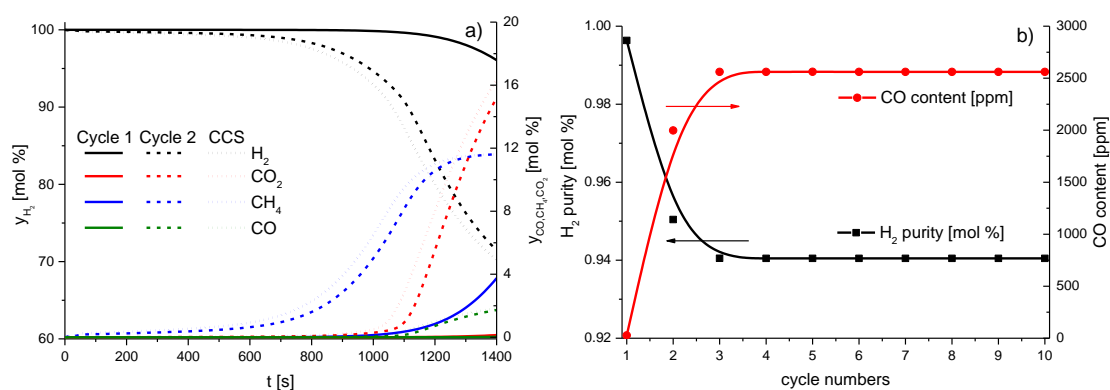 a)
100
90
80
70
60
y_H2 [mol %]
20
16
12
8
4
0
y_CO,CH4,CO2 [mol %]
Cycle 1 Cycle 2 CCS
H2
CO2
CH4
CO
0 200 400 600 800 1000 1200 1400
t [s]
b)
1.00
0.98
0.96
0.94
0.92
H2 purity [mol %]
3000
2500
2000
1500
1000
500
0
CO content [ppm]
CO content [ppm]
H2 purity [mol %]
1 2 3 4 5 6 7 8 9 10
cycle numbers